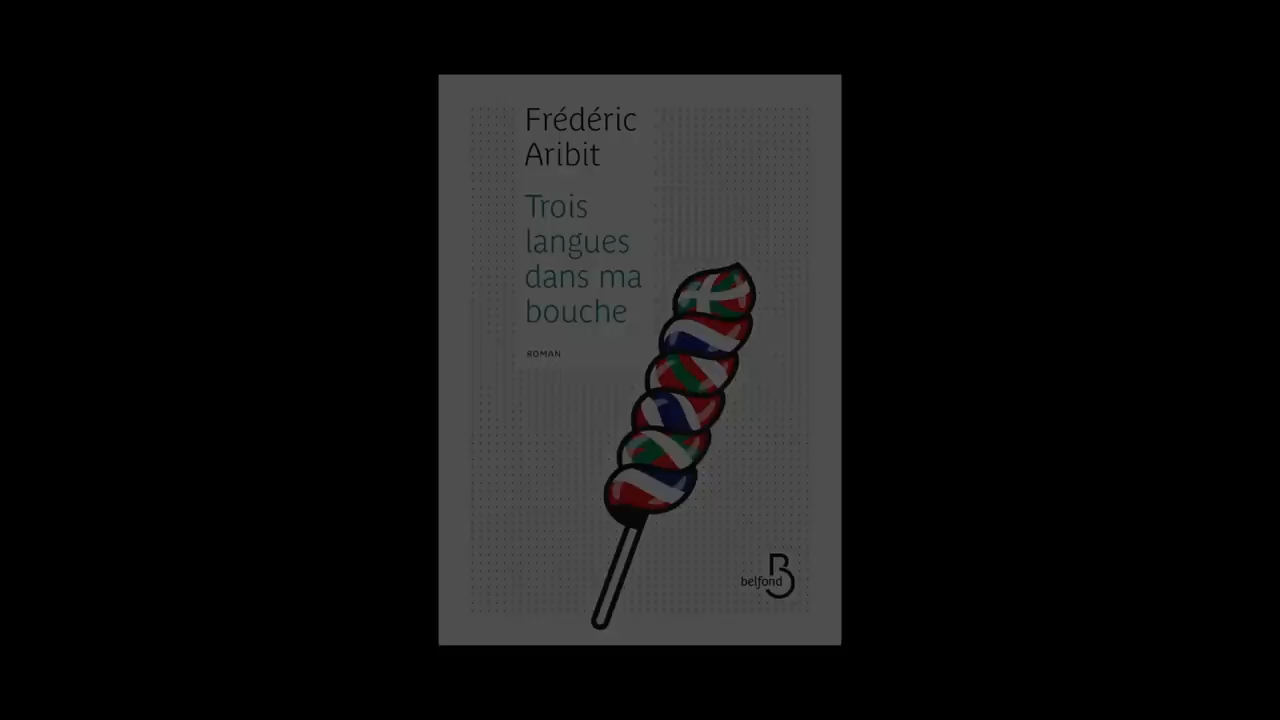 Frédéric
Aribit
Trois
langues
dans ma
bouche
ROMAN
belfond